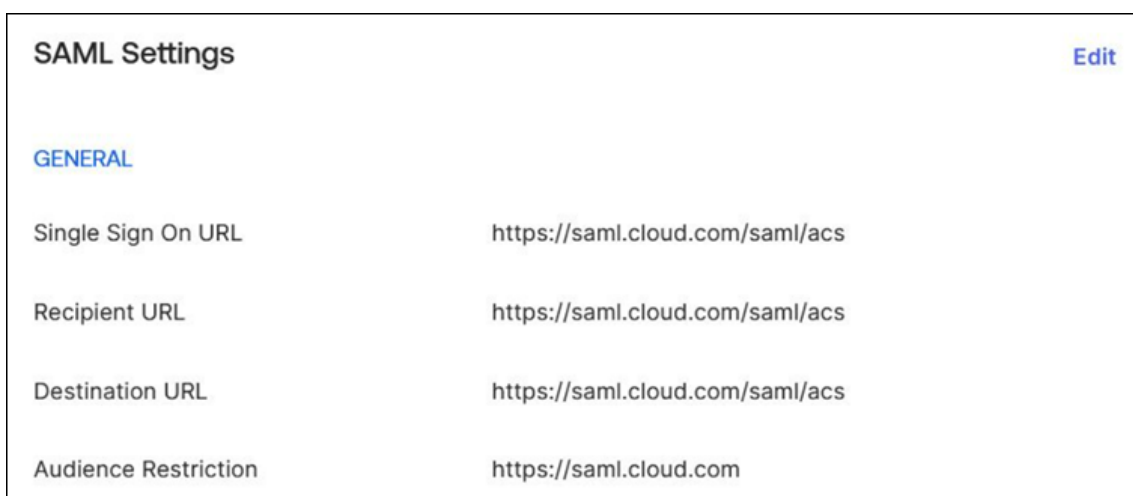 SAML Settings Edit
GENERAL
Single Sign On URL https://saml.cloud.com/saml/acs
Recipient URL https://saml.cloud.com/saml/acs
Destination URL https://saml.cloud.com/saml/acs
Audience Restriction https://saml.cloud.com